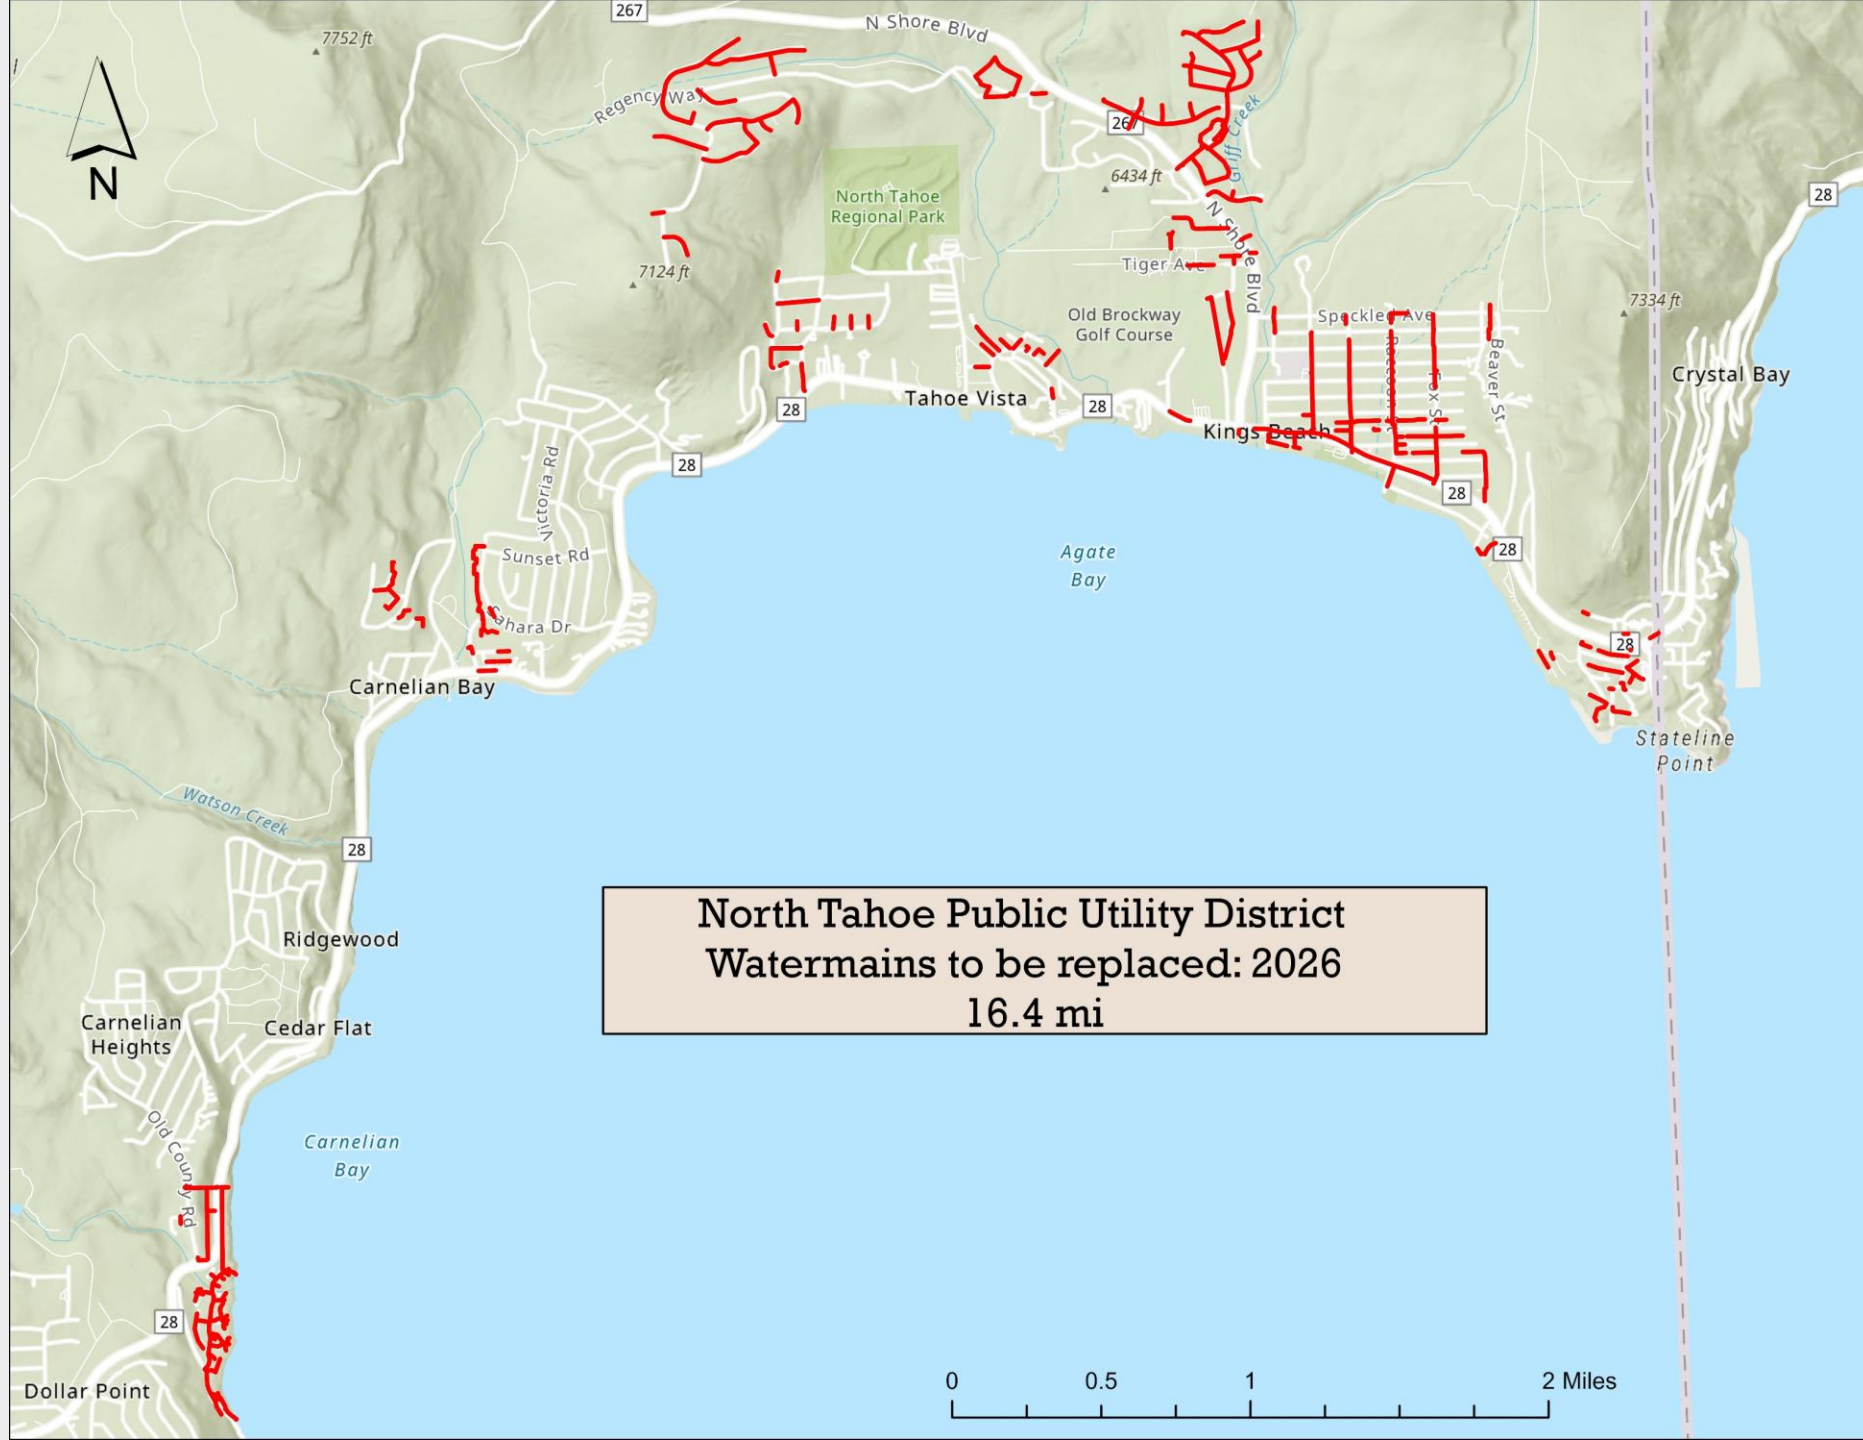 267
N Shore Blvd
7752 ft
N
Regency Way
267
Griff Creek
6434 ft
North Tahoe
Regional Park
28
N Shore Blvd
Tiger Ave
7124 ft
7334 ft
Old Brockway
Golf Course
Speckled Ave
Raccoon St
Fox St
Beaver St
Crystal Bay
Tahoe Vista
28
28
Kings Beach
28
28
Victoria Rd
Sunset Rd
Agate
Bay
28
Sahara Dr
28
Carnelian Bay
Stateline
Point
Watson Creek
28
North Tahoe Public Utility District
Watermains to be replaced: 2026
16.4 mi
Ridgewood
Carnelian
Heights
Cedar Flat
Old County Rd
Carnelian
Bay
28
Dollar Point
0 0.5 1 2 Miles